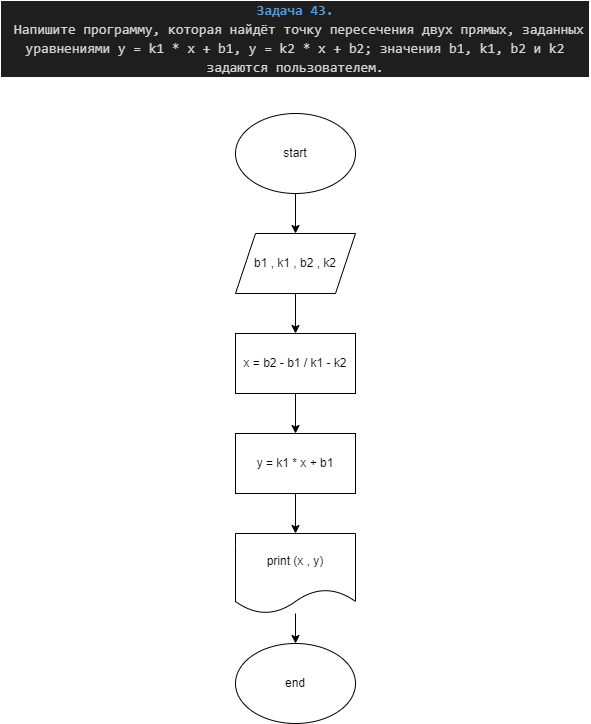 Задача 43.
Напишите программу, которая найдёт точку пересечения двух прямых, заданных
уравнениями y = k1 * x + b1, y = k2 * x + b2; значения b1, k1, b2 и k2
задаются пользователем.
start
b1 , k1 , b2 , k2
x = b2 - b1 / k1 - k2
y = k1 * x + b1
print (x , y)
end